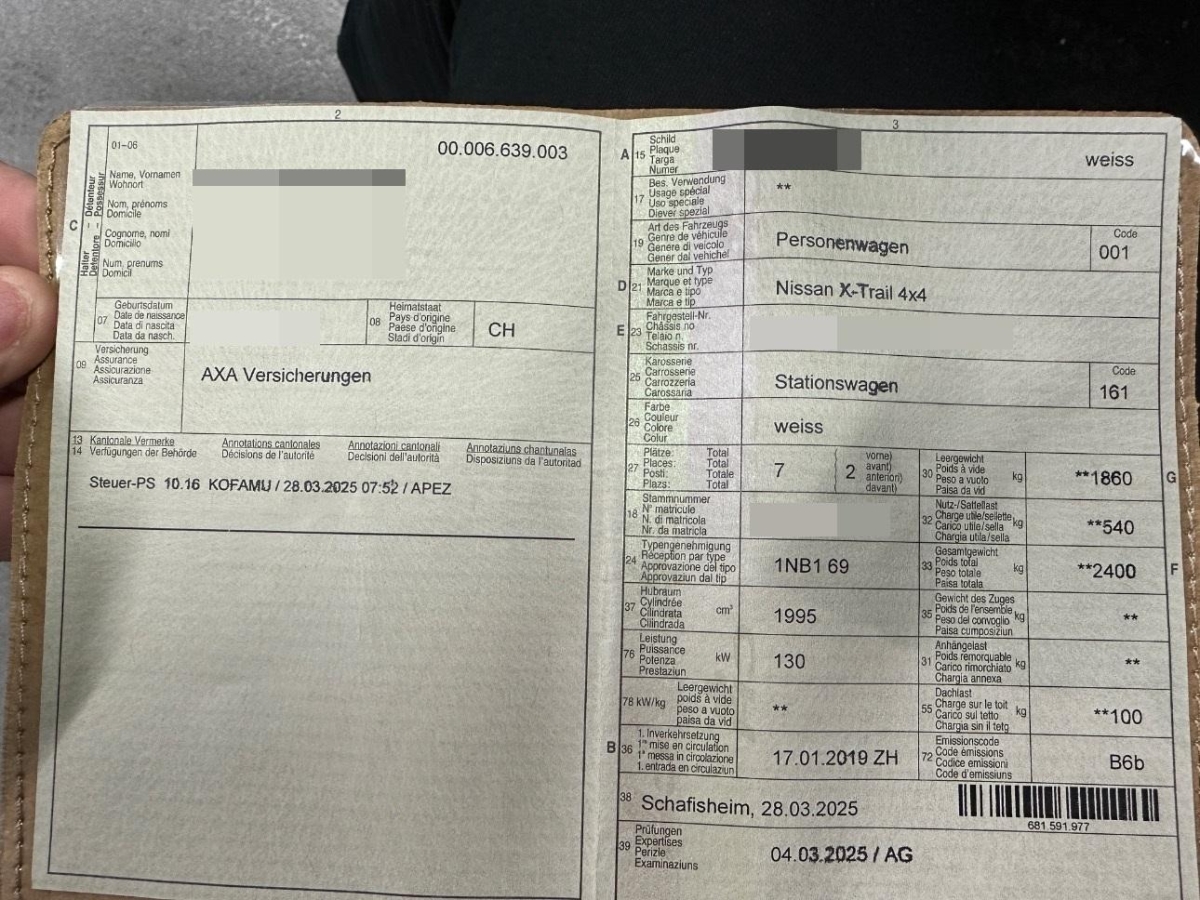 2
01-06
00.006.639.003
C
Halter - Détenteur
Detentore - Possessur
Name, Vornamen
Wohnort
Nom, prénoms
Domicile
Cognome, nomi
Domicilio
Num, prenums
Domicil
07
Geburtsdatum
Date de naissance
Data di nascita
Data da nasch.
08
Heimatstaat
Pays d'origine
Paese d'origine
Stadi d'origin
CH
09
Versicherung
Assurance
Assicurazione
Assicuranza
AXA Versicherungen
13 Kantonale Vermerke
14 Verfügungen der Behörde
Annotations cantonales
Décisions de l'autorité
Annotazioni cantonali
Decisioni dell'autorità
Annotaziuns chantunalas
Disposiziuns da l'autoritad
Steuer-PS 10.16 KOFAMU / 28.03.2025 07:52 / APEZ
3
A 15
Schild
Plaque
Targa
Numer
weiss
17
Bes. Verwendung
Usage spécial
Uso speciale
Diever spezial
**
19
Art des Fahrzeugs
Genre de véhicule
Genere di veicolo
Gener dal vehichel
Personenwagen
Code
001
D 21
Marke und Typ
Marque et type
Marca e tipo
Marca e tip
Nissan X-Trail 4x4
E 23
Fahrgestell-Nr.
Châssis no
Telaio n.
Schassis nr.
25
Karosserie
Carrosserie
Carrozzeria
Carossaria
Stationswagen
Code
161
26
Farbe
Couleur
Colore
Colur
weiss
27
Plätze: Total
Places: Total
Posti: Totale
Plazs: Total
7
2
vorne)
avant)
anteriori)
davant)
30
Leergewicht
Poids à vide
Peso a vuoto
Paisa da vid
kg
**1860
G
18
Stammnummer
N° matricule
N. di matricola
Nr. da matricla
32
Nutz-/Sattellast
Charge utile/sellette
Carico utile/sella
Chargia utila/sella
kg
**540
24
Typengenehmigung
Réception par type
Approvazione del tipo
Approvaziun dal tip
1NB1 69
33
Gesamtgewicht
Poids total
Peso totale
Paisa totala
kg
**2400
F
37
Hubraum
Cylindrée
Cilindrata
Cilindrada
cm³
1995
35
Gewicht des Zuges
Poids de l'ensemble
Peso del convoglio
Paisa cumposiziun
kg
**
76
Leistung
Puissance
Potenza
Prestaziun
kW
130
31
Anhängelast
Poids remorquable
Carico rimorchiato
Chargia annexa
kg
**
78 kW/kg
Leergewicht
poids à vide
peso a vuoto
paisa da vid
**
55
Dachlast
Charge sur le toit
Carico sul tetto
Chargia sin il tetg
kg
**100
B 36
1. Inverkehrsetzung
1re mise en circulation
1a messa in circolazione
1. entrada en circulaziun
17.01.2019 ZH
72
Emissionscode
Code émissions
Codice emissioni
Code d'emissiuns
B6b
38
Schafisheim, 28.03.2025
681 591 977
39
Prüfungen
Expertises
Perizie
Examinaziuns
04.03.2025 / AG